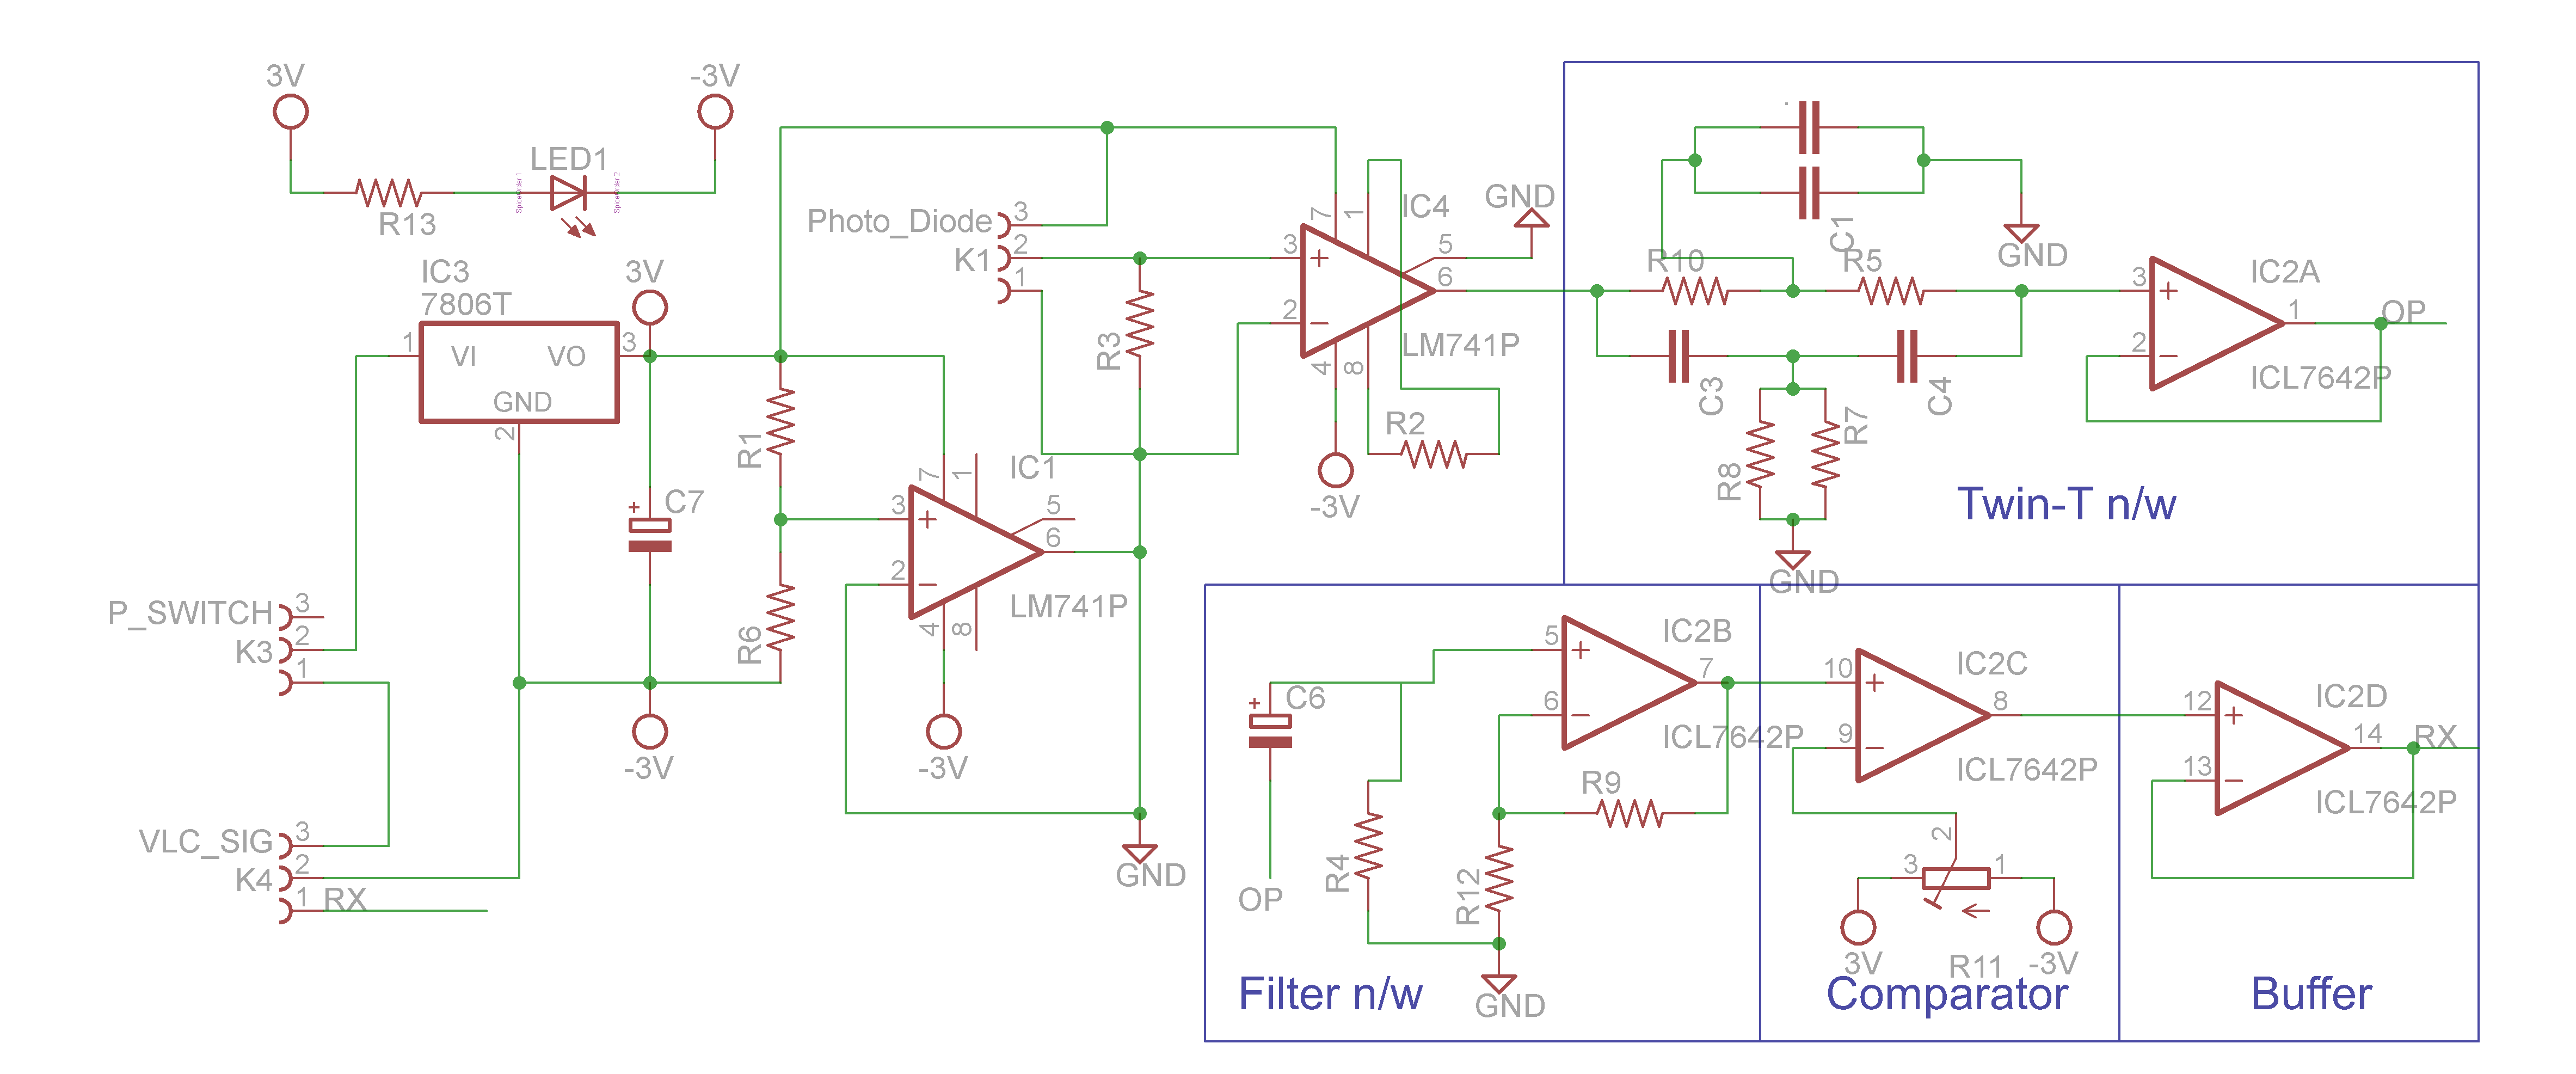 3V
-3V
LED1
SpiceOrder 1
SpiceOrder 2
R13
IC3
7806T
3V
1
VI
VO
3
GND
2
C7
+
-3V
P_SWITCH
K3
3
2
1
VLC_SIG
K4
3
2
1
RX
R1
R6
Photo_Diode
K1
3
2
1
R3
IC1
7
1
3
+
5
6
2
LM741P
4
8
-3V
GND
IC4
7
1
3
+
5
6
2
LM741P
4
8
-3V
R2
GND
C1
GND
R10
R5
C3
C4
R8
R7
GND
3
+
2
1
IC2A
OP
ICL7642P
Twin-T n/w
C6
+
OP
R4
R12
R9
5
+
6
7
IC2B
ICL7642P
GND
Filter n/w
10
+
9
8
IC2C
ICL7642P
2
3
1
3V
R11
-3V
Comparator
12
+
13
14
IC2D
RX
ICL7642P
Buffer